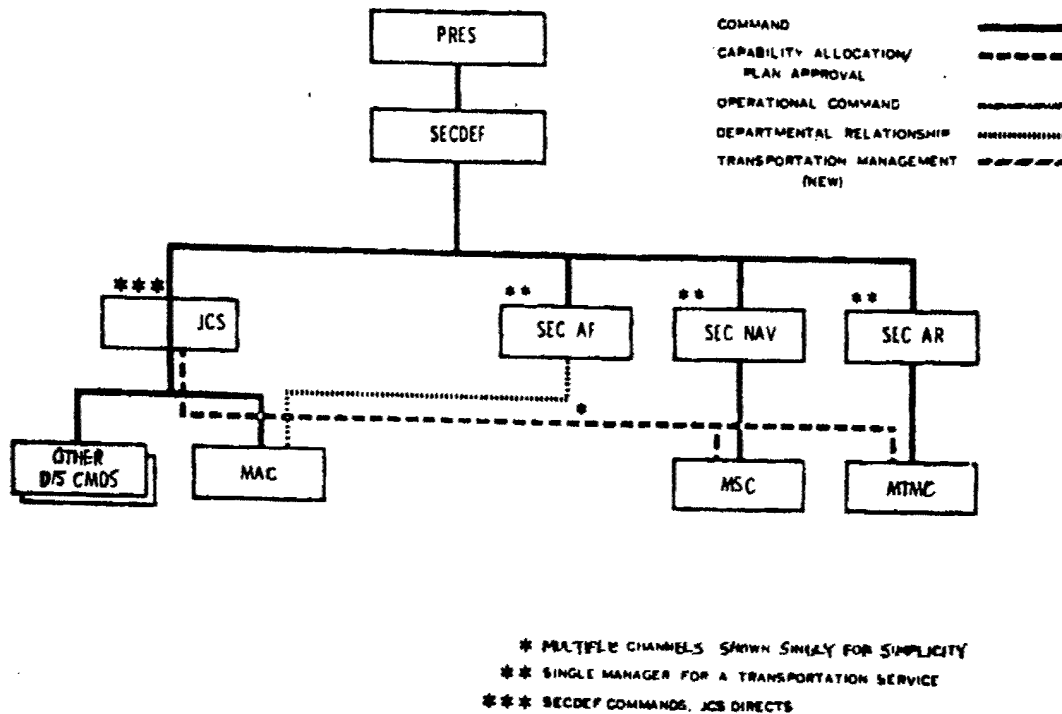 PRES
SECDEF
COMMAND
CAPABILITY ALLOCATION/
PLAN APPROVAL
OPERATIONAL COMMAND
DEPARTMENTAL RELATIONSHIP
TRANSPORTATION MANAGEMENT
(NEW)
*** 
JCS
**
SEC AF
**
SEC NAV
**
SEC AR
*
OTHER
D/S CMDS
MAC
MSC
MTMC
* MULTIPLE CHANNELS SHOWN SINGLY FOR SIMPLICITY
** SINGLE MANAGER FOR A TRANSPORTATION SERVICE
*** SECDEF COMMANDS, JCS DIRECTS